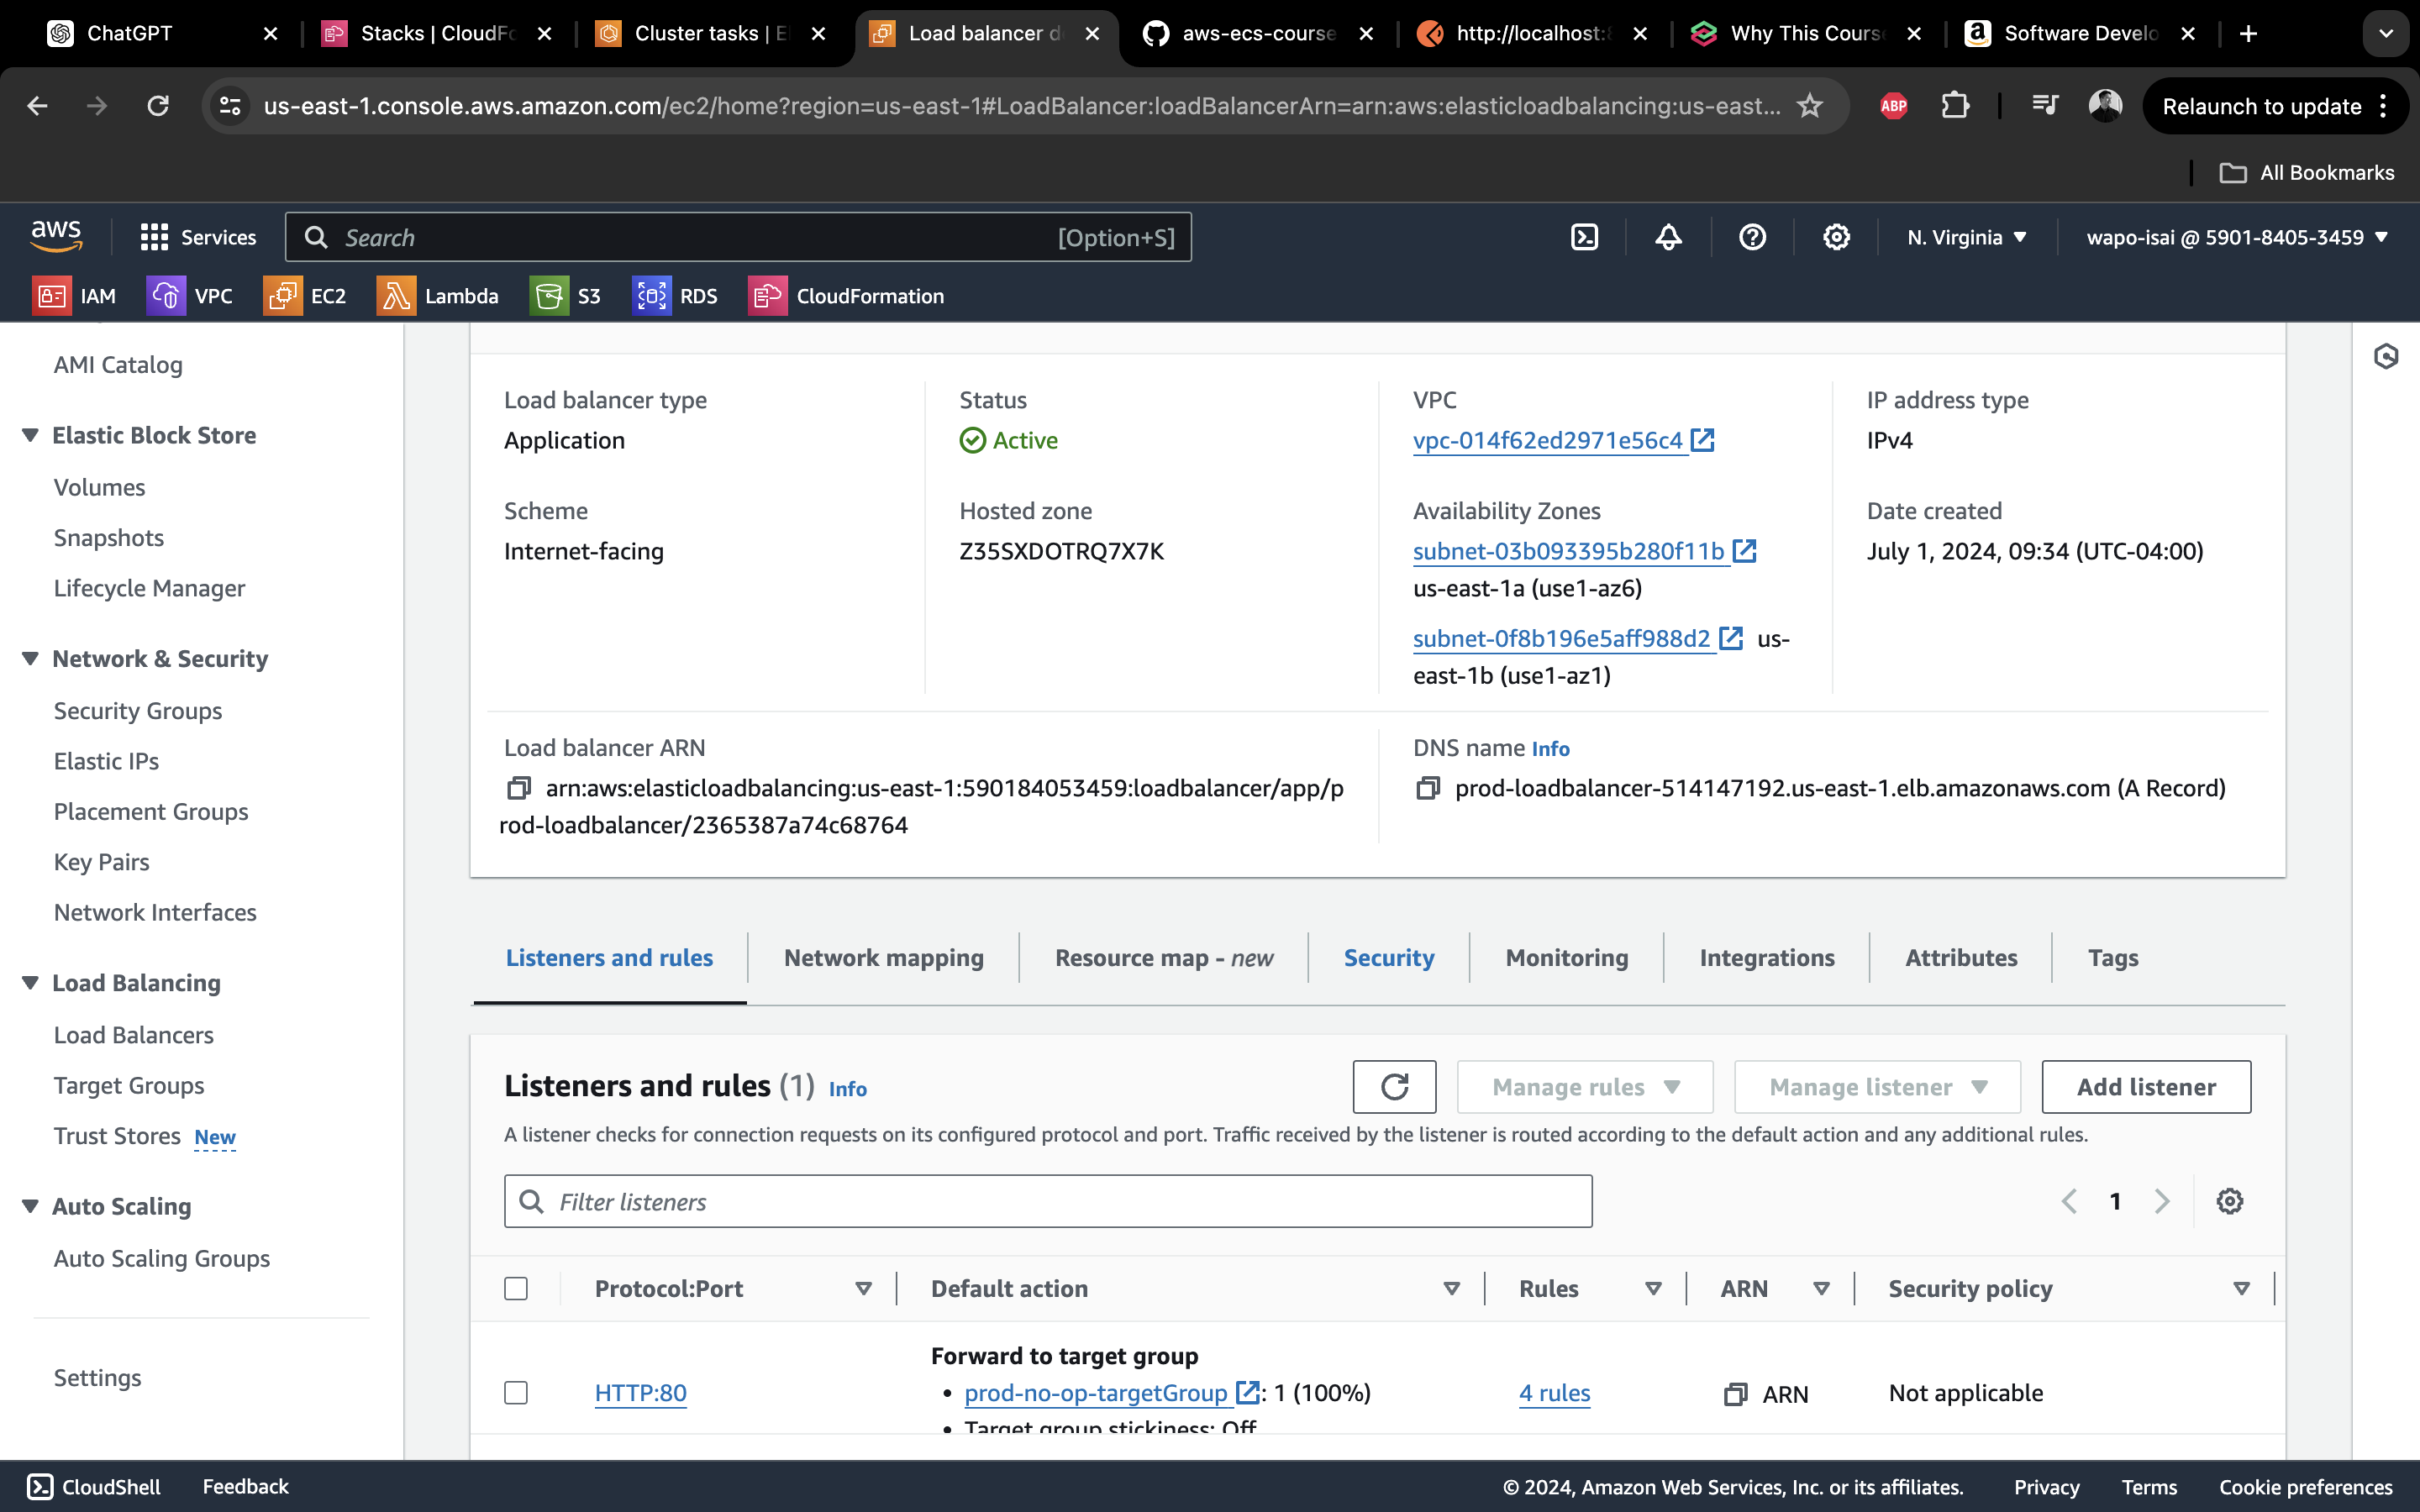 ChatGPT
Stacks | CloudFo
Cluster tasks | El
Load balancer de
aws-ecs-course
http://localhost:8
Why This Course
Software Develo
us-east-1.console.aws.amazon.com/ec2/home?region=us-east-1#LoadBalancer:loadBalancerArn=arn:aws:elasticloadbalancing:us-east...
ABP
Relaunch to update
All Bookmarks
aws
Services
Search
[Option+S]
N. Virginia
wapo-isai @ 5901-8405-3459
IAM
VPC
EC2
Lambda
S3
RDS
CloudFormation
AMI Catalog
Elastic Block Store
Volumes
Snapshots
Lifecycle Manager
Network & Security
Security Groups
Elastic IPs
Placement Groups
Key Pairs
Network Interfaces
Load Balancing
Load Balancers
Target Groups
Trust Stores New
Auto Scaling
Auto Scaling Groups
Settings
Load balancer type
Application
Status
Active
VPC
vpc-014f62ed2971e56c4
IP address type
IPv4
Scheme
Internet-facing
Hosted zone
Z35SXDOTRQ7X7K
Availability Zones
subnet-03b093395b280f11b
us-east-1a (use1-az6)
subnet-0f8b196e5aff988d2 us-
east-1b (use1-az1)
Date created
July 1, 2024, 09:34 (UTC-04:00)
Load balancer ARN
arn:aws:elasticloadbalancing:us-east-1:590184053459:loadbalancer/app/p
rod-loadbalancer/2365387a74c68764
DNS name Info
prod-loadbalancer-514147192.us-east-1.elb.amazonaws.com (A Record)
Listeners and rules
Network mapping
Resource map - new
Security
Monitoring
Integrations
Attributes
Tags
Listeners and rules (1) Info
Manage rules
Manage listener
Add listener
A listener checks for connection requests on its configured protocol and port. Traffic received by the listener is routed according to the default action and any additional rules.
Filter listeners
1
Protocol:Port
Default action
Rules
ARN
Security policy
HTTP:80
Forward to target group
• prod-no-op-targetGroup : 1 (100%)
• Target group stickiness: Off
4 rules
ARN
Not applicable
CloudShell
Feedback
© 2024, Amazon Web Services, Inc. or its affiliates.
Privacy
Terms
Cookie preferences